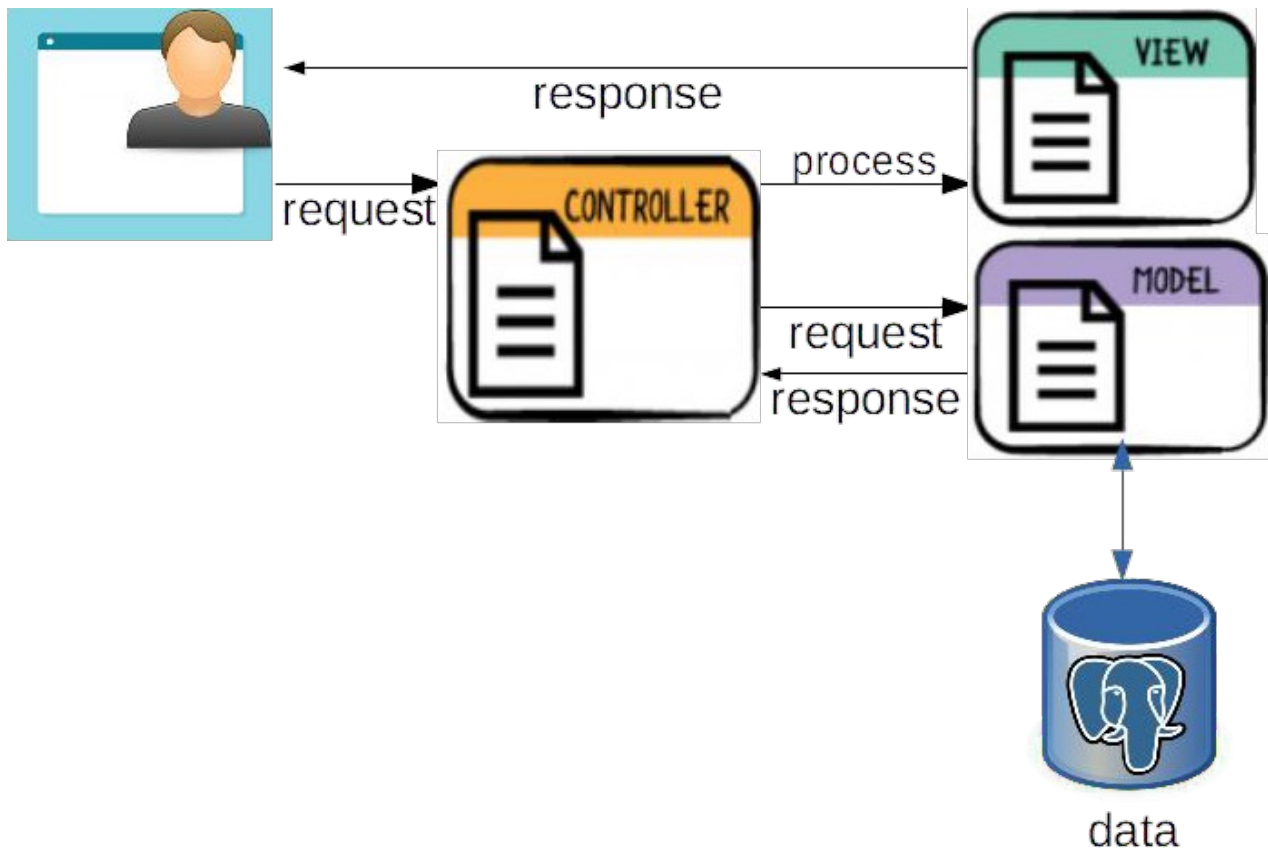 VIEW
response
process
CONTROLLER
request
MODEL
request
response
data